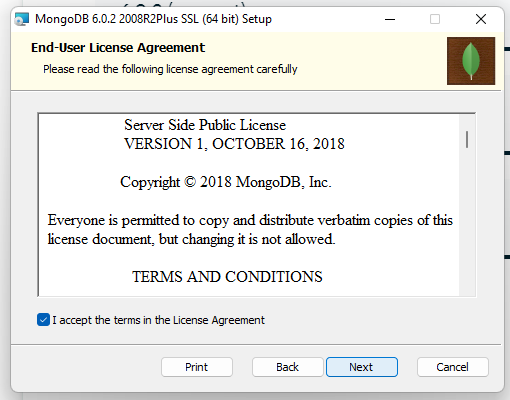 MongoDB 6.0.2 2008R2Plus SSL (64 bit) Setup
End-User License Agreement
Please read the following license agreement carefully
Server Side Public License
VERSION 1, OCTOBER 16, 2018
Copyright © 2018 MongoDB, Inc.
Everyone is permitted to copy and distribute verbatim copies of this
license document, but changing it is not allowed.
TERMS AND CONDITIONS
I accept the terms in the License Agreement
Print
Back
Next
Cancel